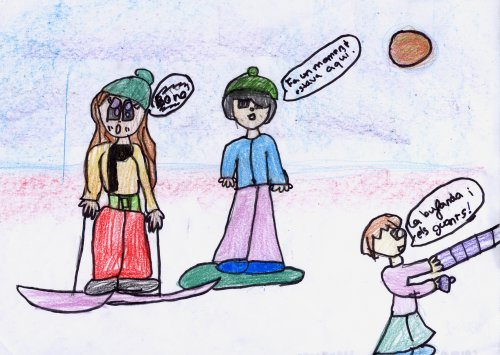 Fa un moment
estava aquí.
La bufanda i
els guants!